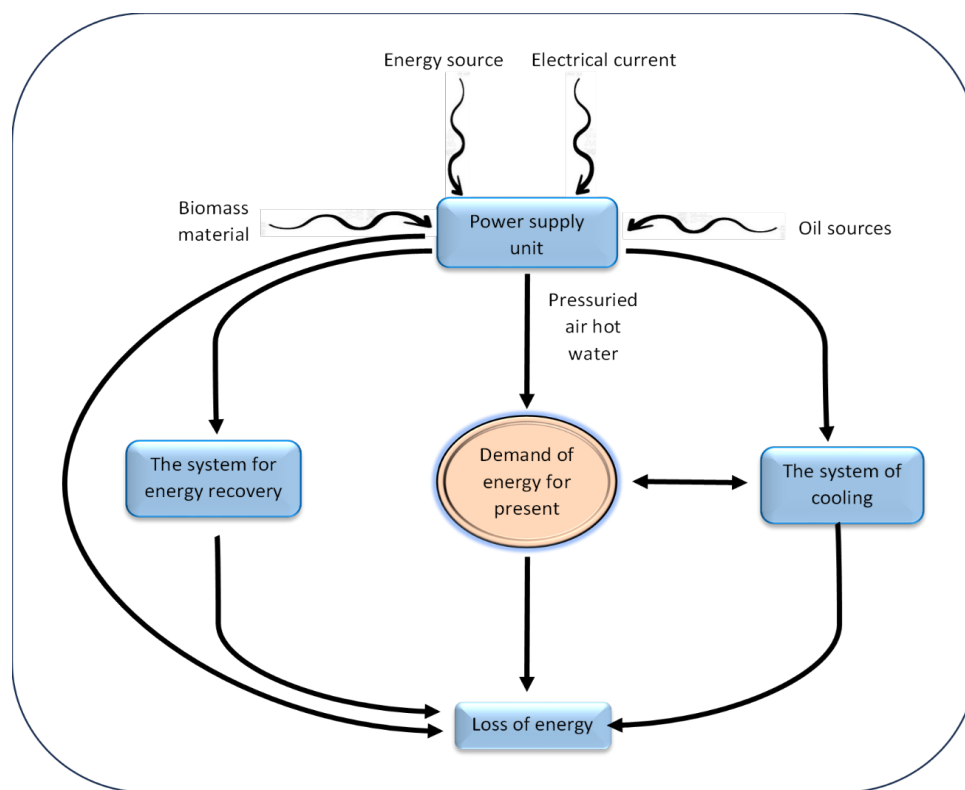 Energy source
Electrical current
Biomass
material
Power supply
unit
Oil sources
Pressuried
air hot
water
The system for
energy recovery
Demand of
energy for
present
The system of
cooling
Loss of energy